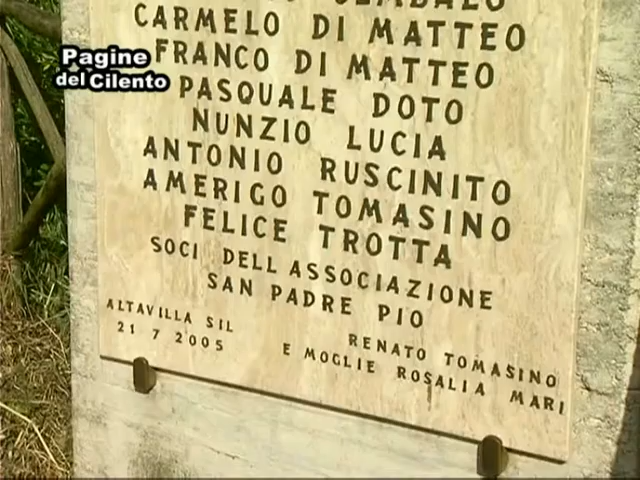 CARMELO DI MATTEO
FRANCO DI MATTEO
PASQUALE DOTO
NUNZIO LUCIA
ANTONIO RUSCINITO
AMERIGO TOMASINO
FELICE TROTTA
SOCI DELL ASSOCIAZIONE
SAN PADRE PIO
ALTAVILLA SIL
21 7 2005
RENATO TOMASINO
E MOGLIE ROSALIA MARI
Pagine
del Cilento